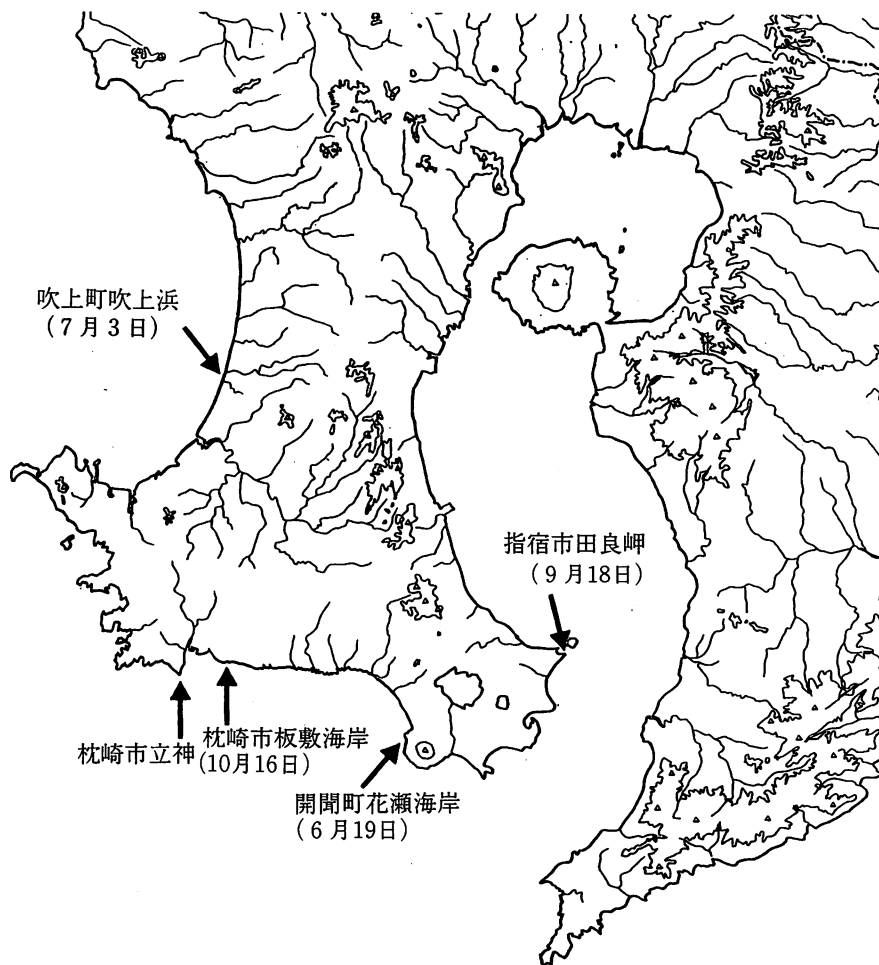 吹上町吹上浜
(7月3日)
指宿市田良岬
(9月18日)
枕崎市立神
枕崎市板敷海岸
(10月16日)
開聞町花瀬海岸
(6月19日)